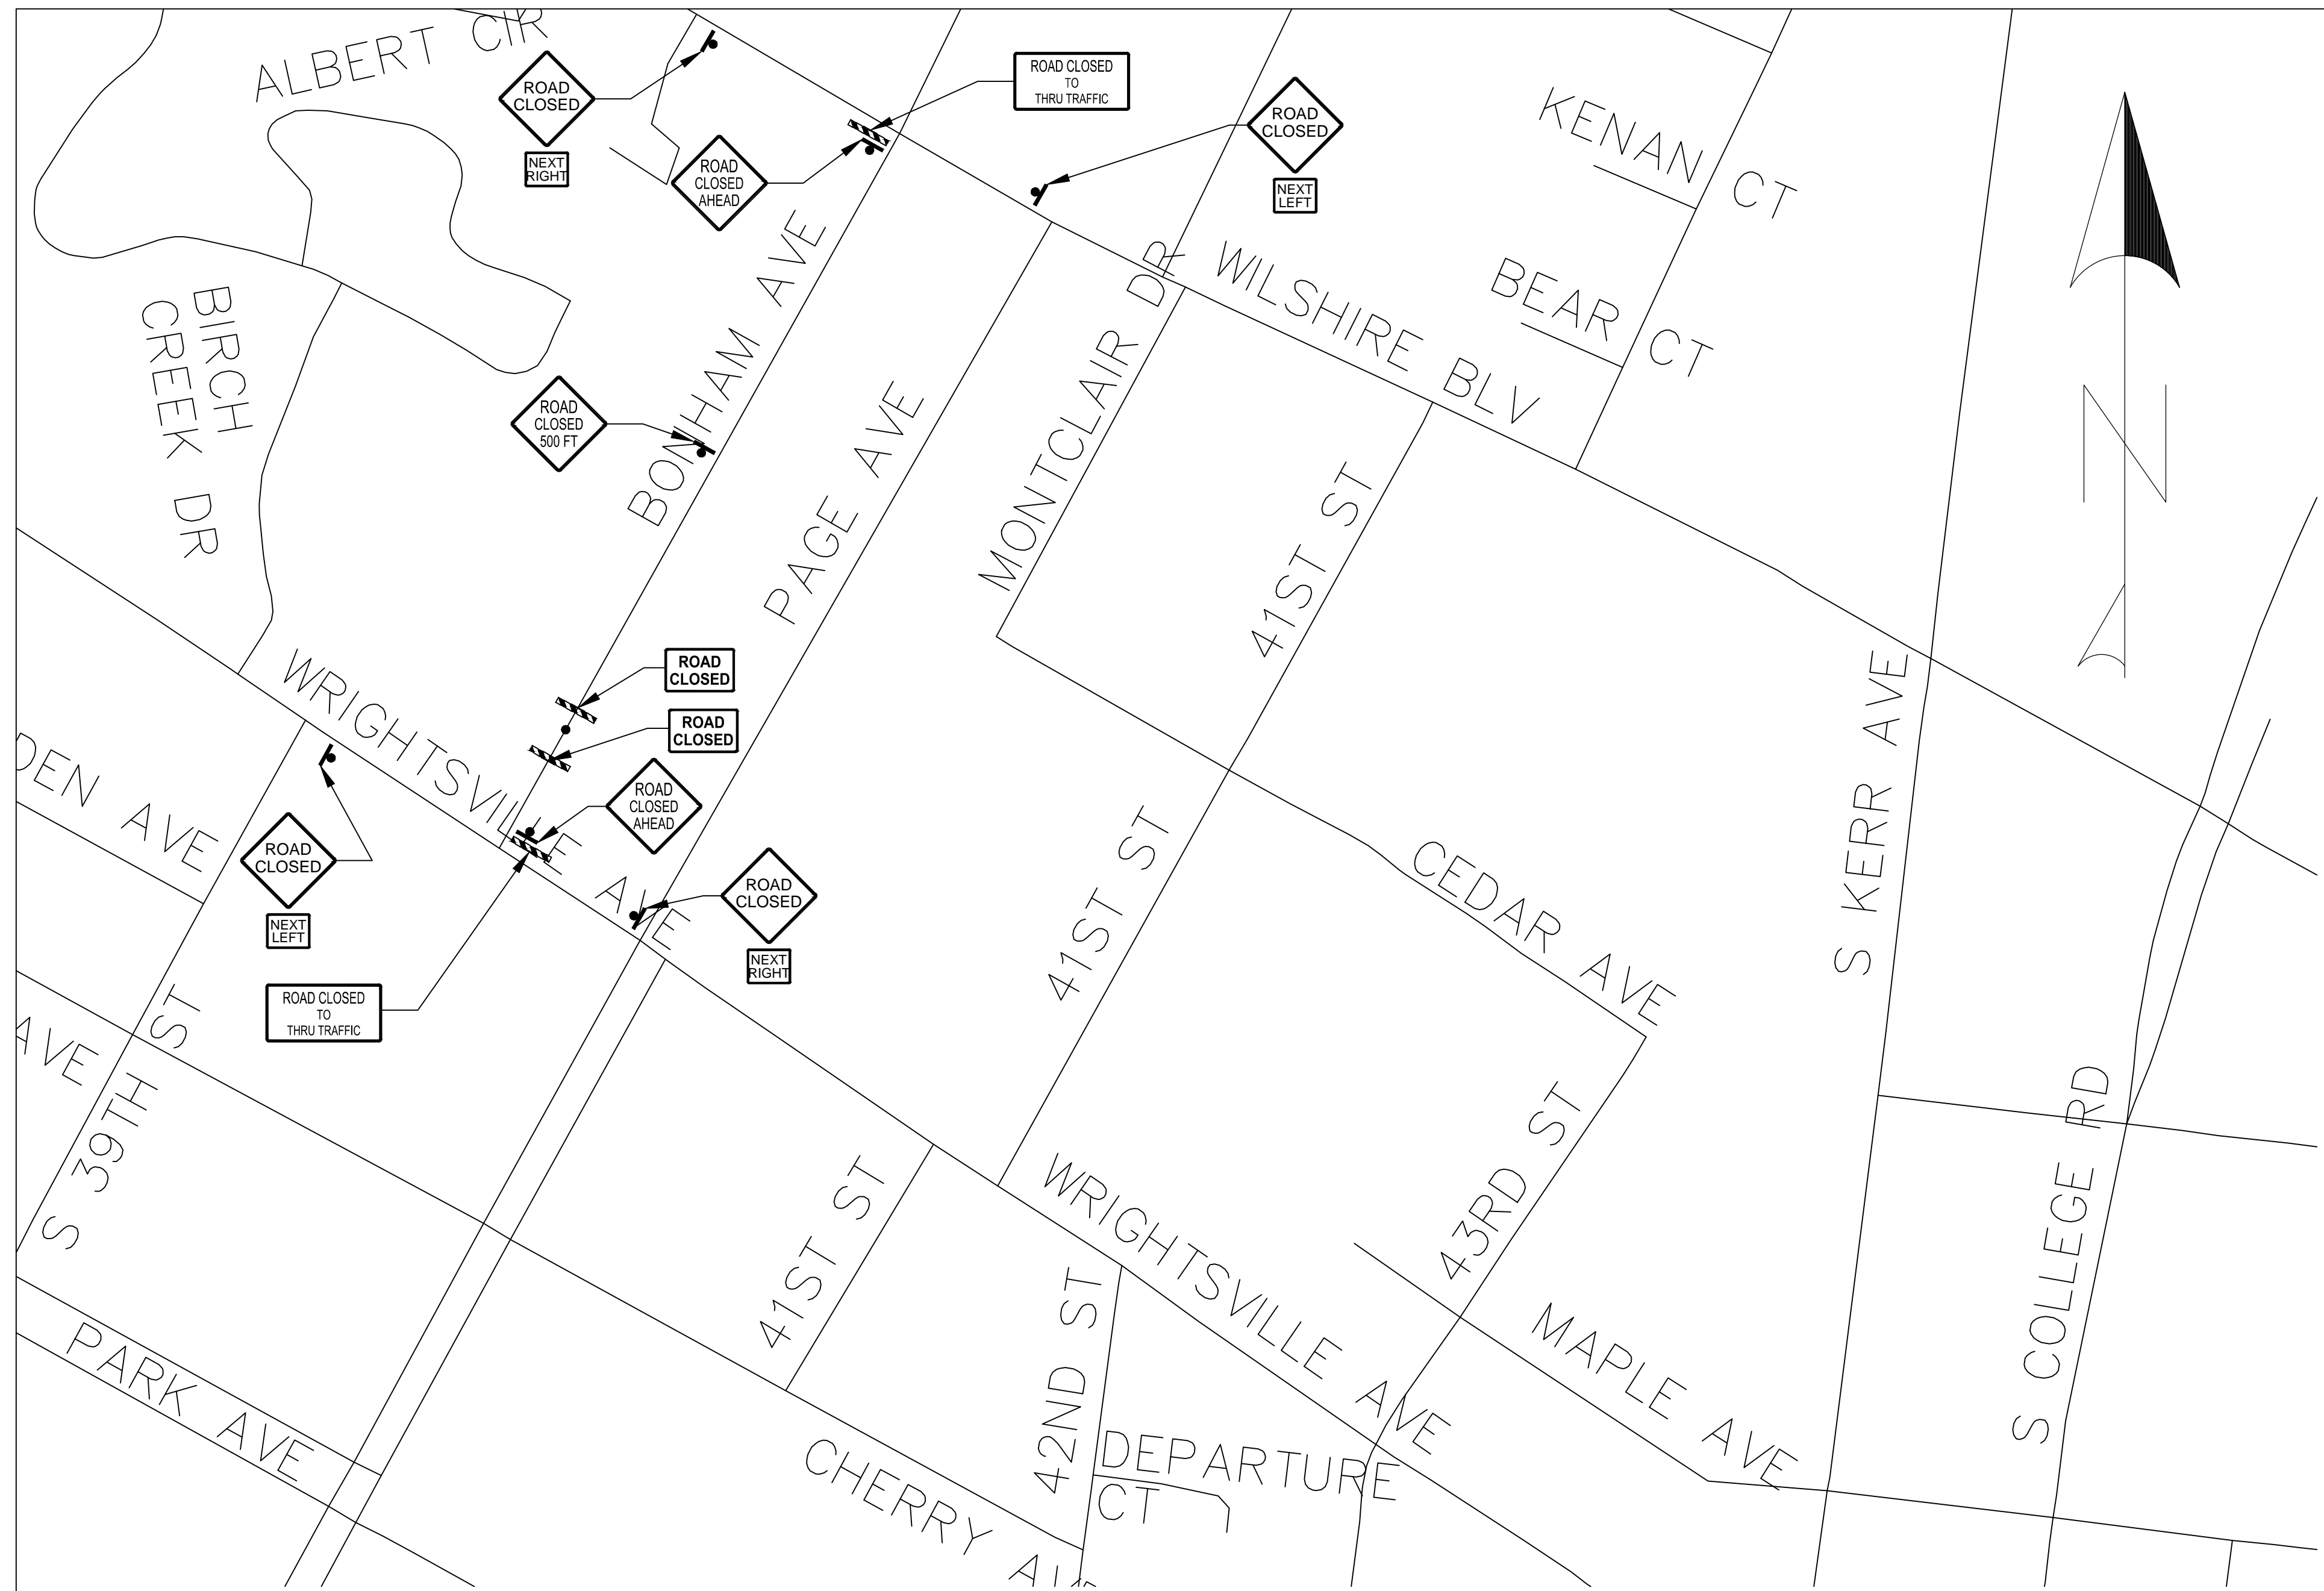 ALBERT CIR
ROAD
CLOSED
NEXT
RIGHT
ROAD CLOSED
TO
THRU TRAFFIC
ROAD
CLOSED
NEXT
LEFT
ROAD
CLOSED
AHEAD
KENAN CT
BEAR CT
WILSHIRE BLV
BIRCH
CREEK DR
BONHAM AVE
PAGE AVE
MONTCLAIR DR
41ST ST
N
ROAD
CLOSED
500 FT
ROAD
CLOSED
ROAD
CLOSED
ROAD
CLOSED
AHEAD
WRIGHTSVILLE AVE
DEN AVE
ROAD
CLOSED
NEXT
LEFT
ROAD
CLOSED
NEXT
RIGHT
ROAD CLOSED
TO
THRU TRAFFIC
41ST ST
CEDAR AVE
S KERR AVE
AVE
S 39TH ST
41ST ST
WRIGHTSVILLE AVE
43RD ST
S COLLEGE RD
PARK AVE
42ND ST
MAPLE AVE
DEPARTURE
CT
CHERRY AVE